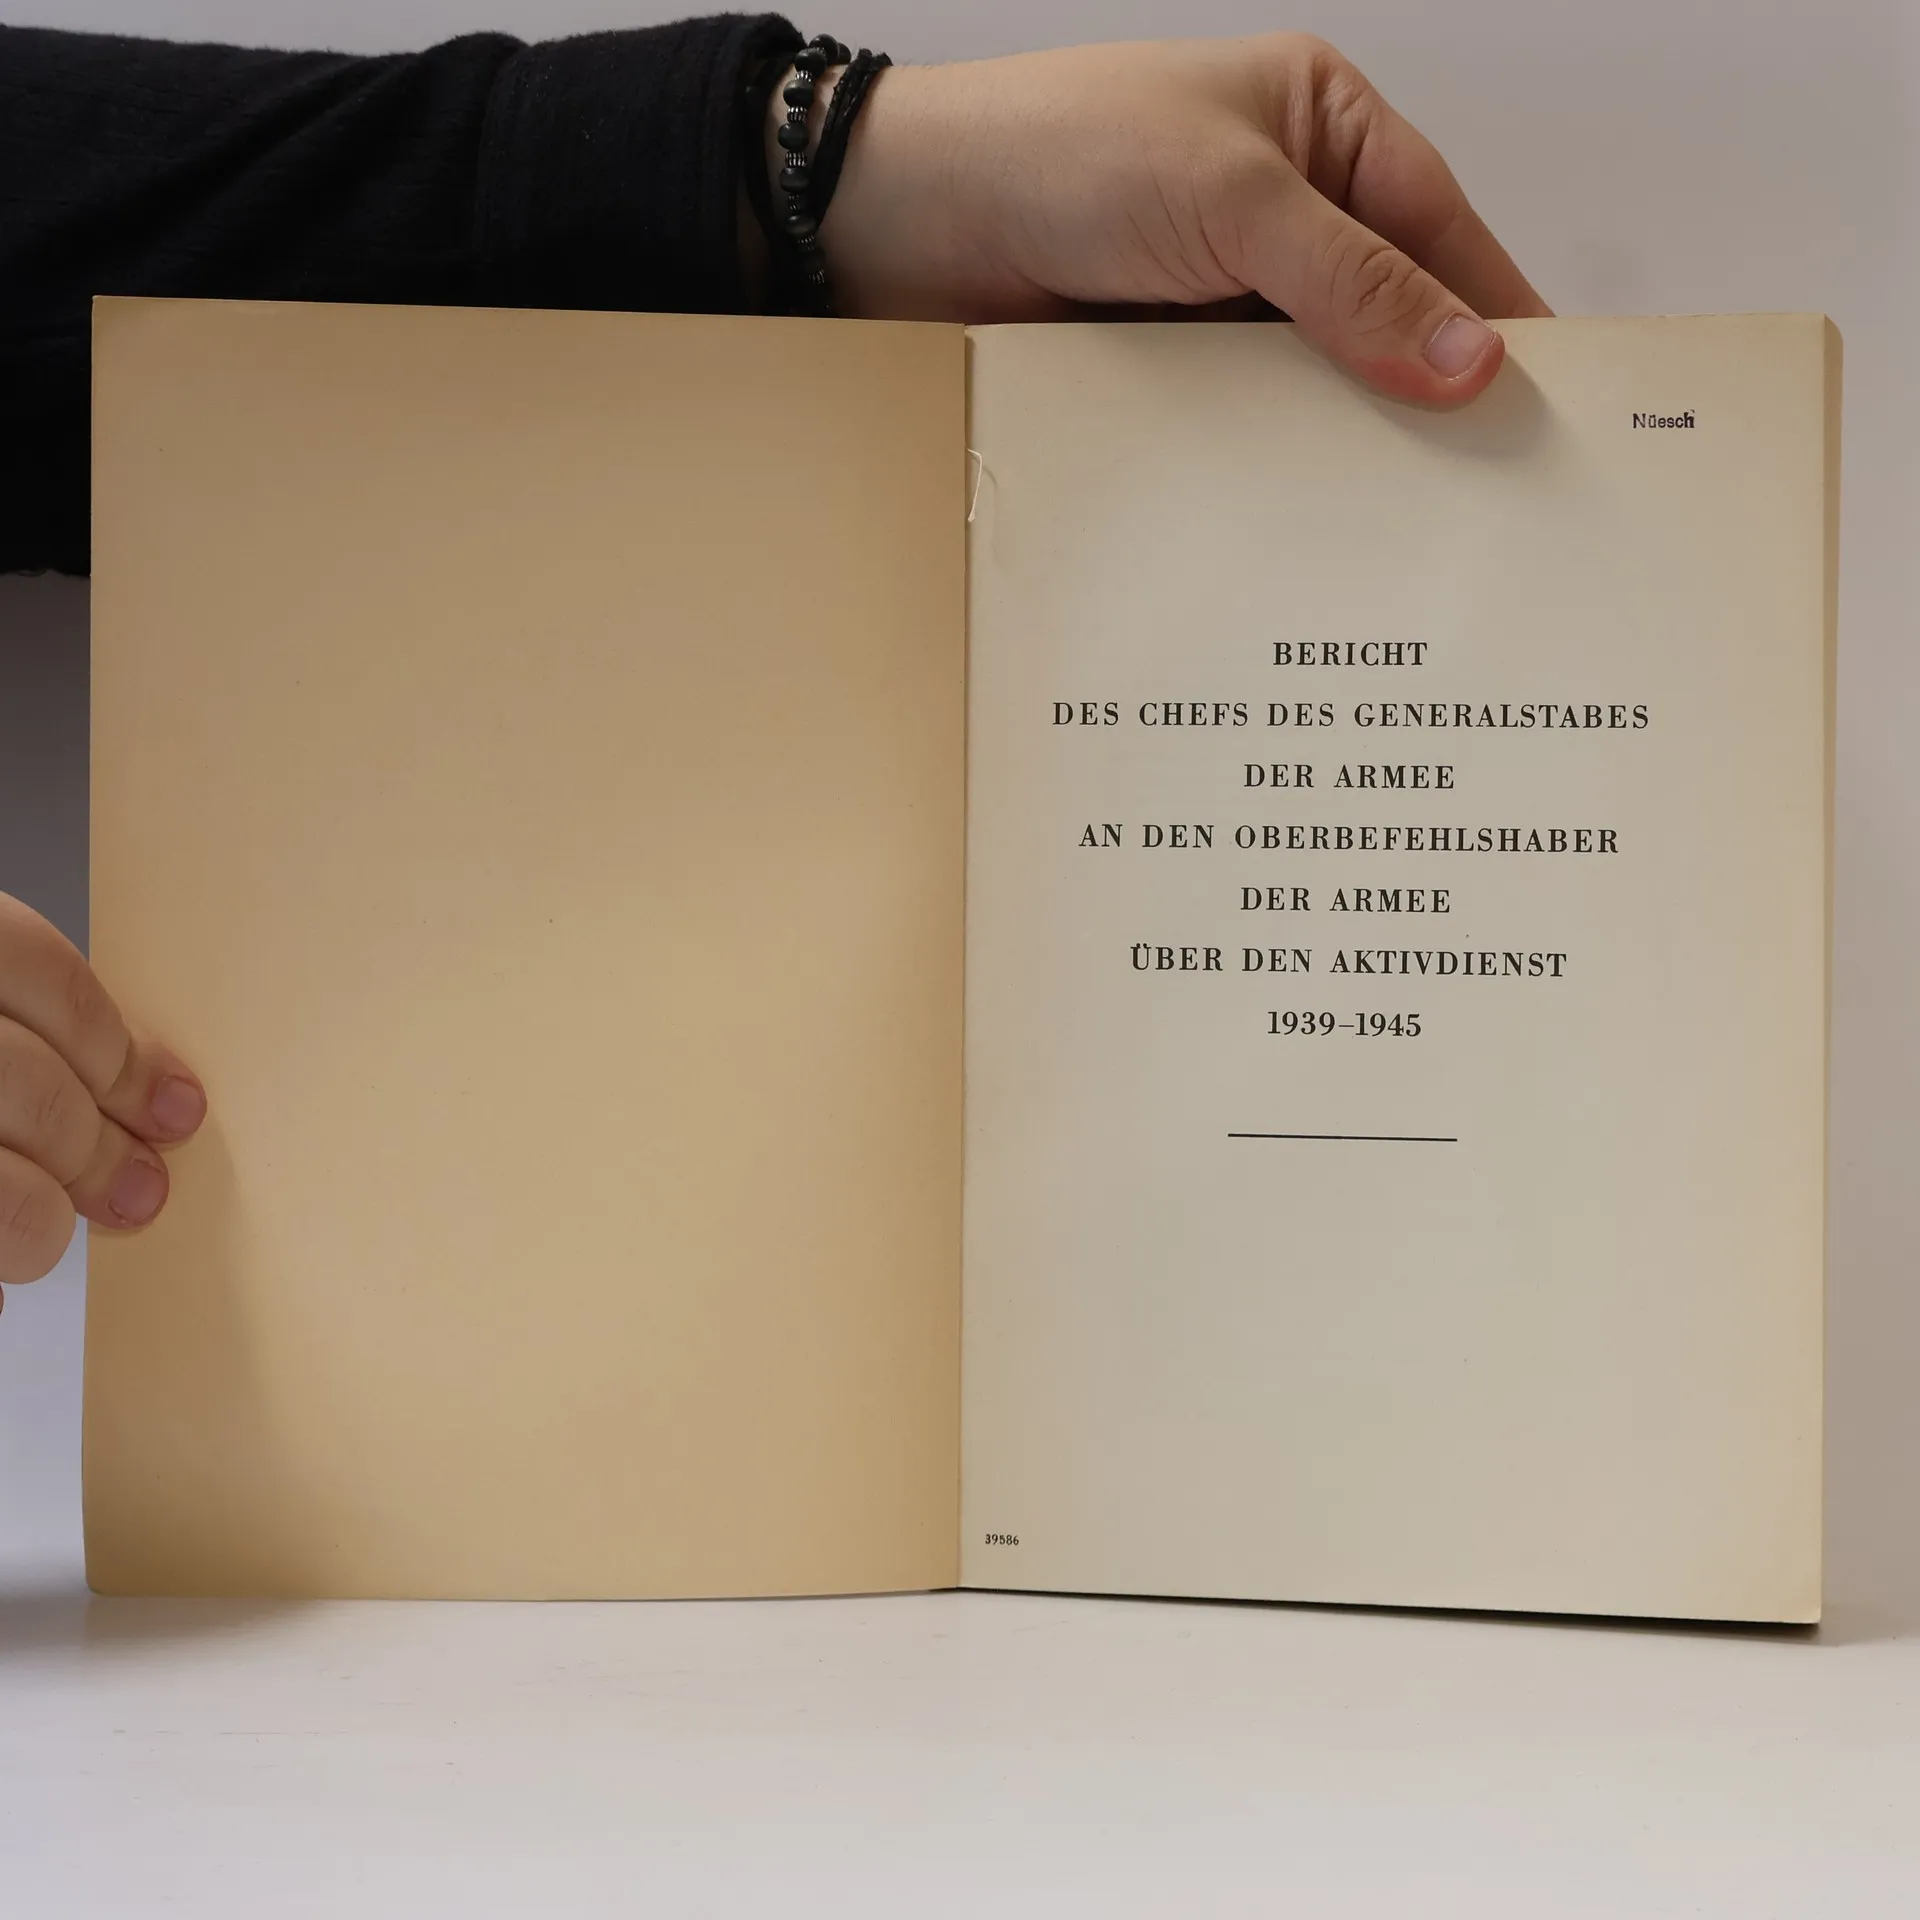 Nüesch
BERICHT
DES CHEFS DES GENERALSTABES
DER ARMEE
AN DEN OBERBEFEHLSHABER
DER ARMEE
ÜBER DEN AKTIVDIENST
1939–1945
39586